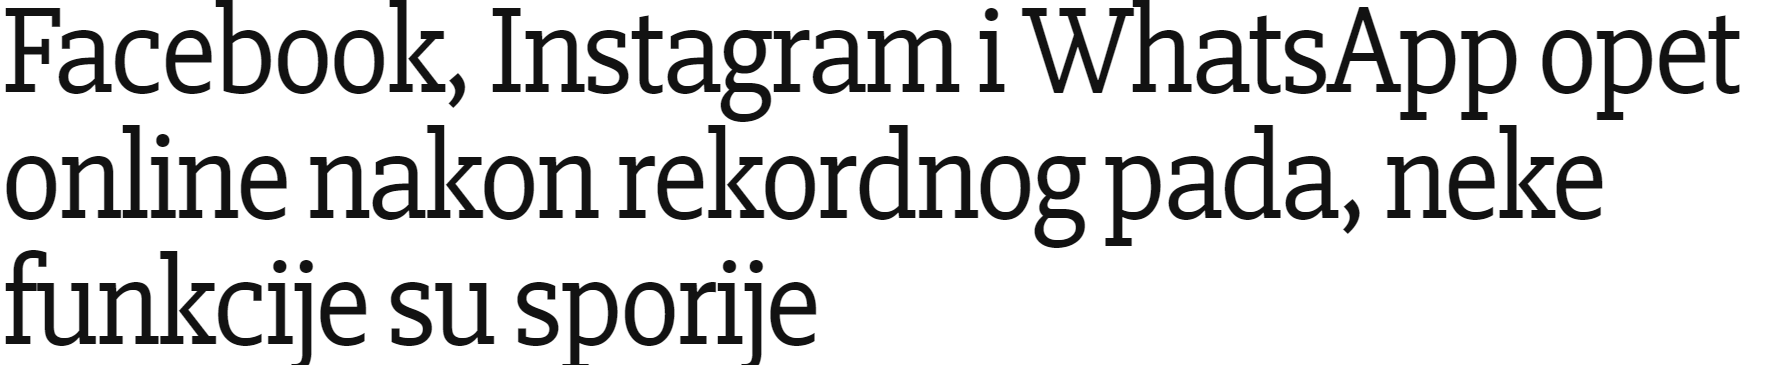 Facebook, Instagram i WhatsApp opet
online nakon rekordnog pada, neke
funkcije su sporije